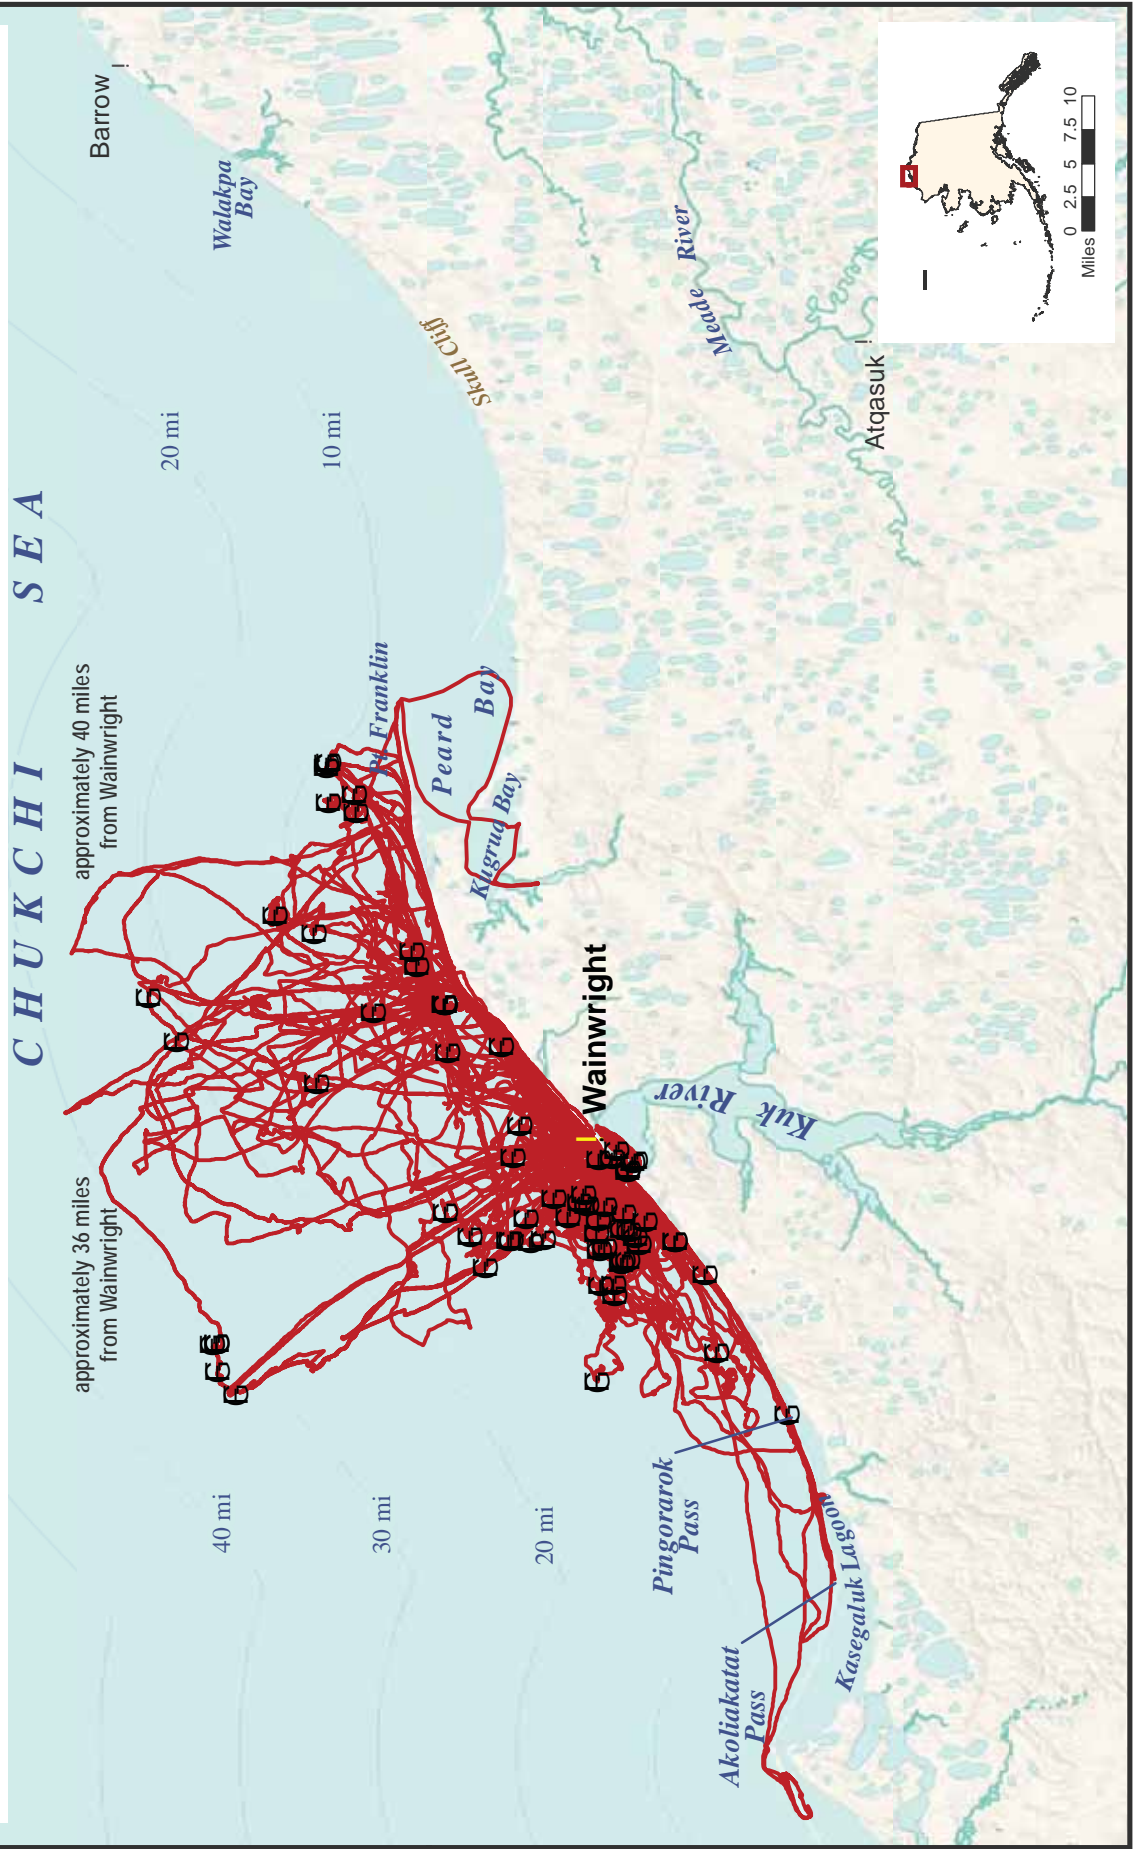 CHUKCHI SEA
approximately 36 miles
from Wainwright
approximately 40 miles
from Wainwright
Barrow
Walakpa
Bay
20 mi
10 mi
Skull Cliff
Meade River
Atqasuk
Pt. Franklin
Peard Bay
Kugrua Bay
Wainwright
Kuk River
40 mi
30 mi
20 mi
Pingorarok
Pass
Akoliakatat
Pass
Kasegaluk Lagoon
0 2.5 5 7.5 10
Miles